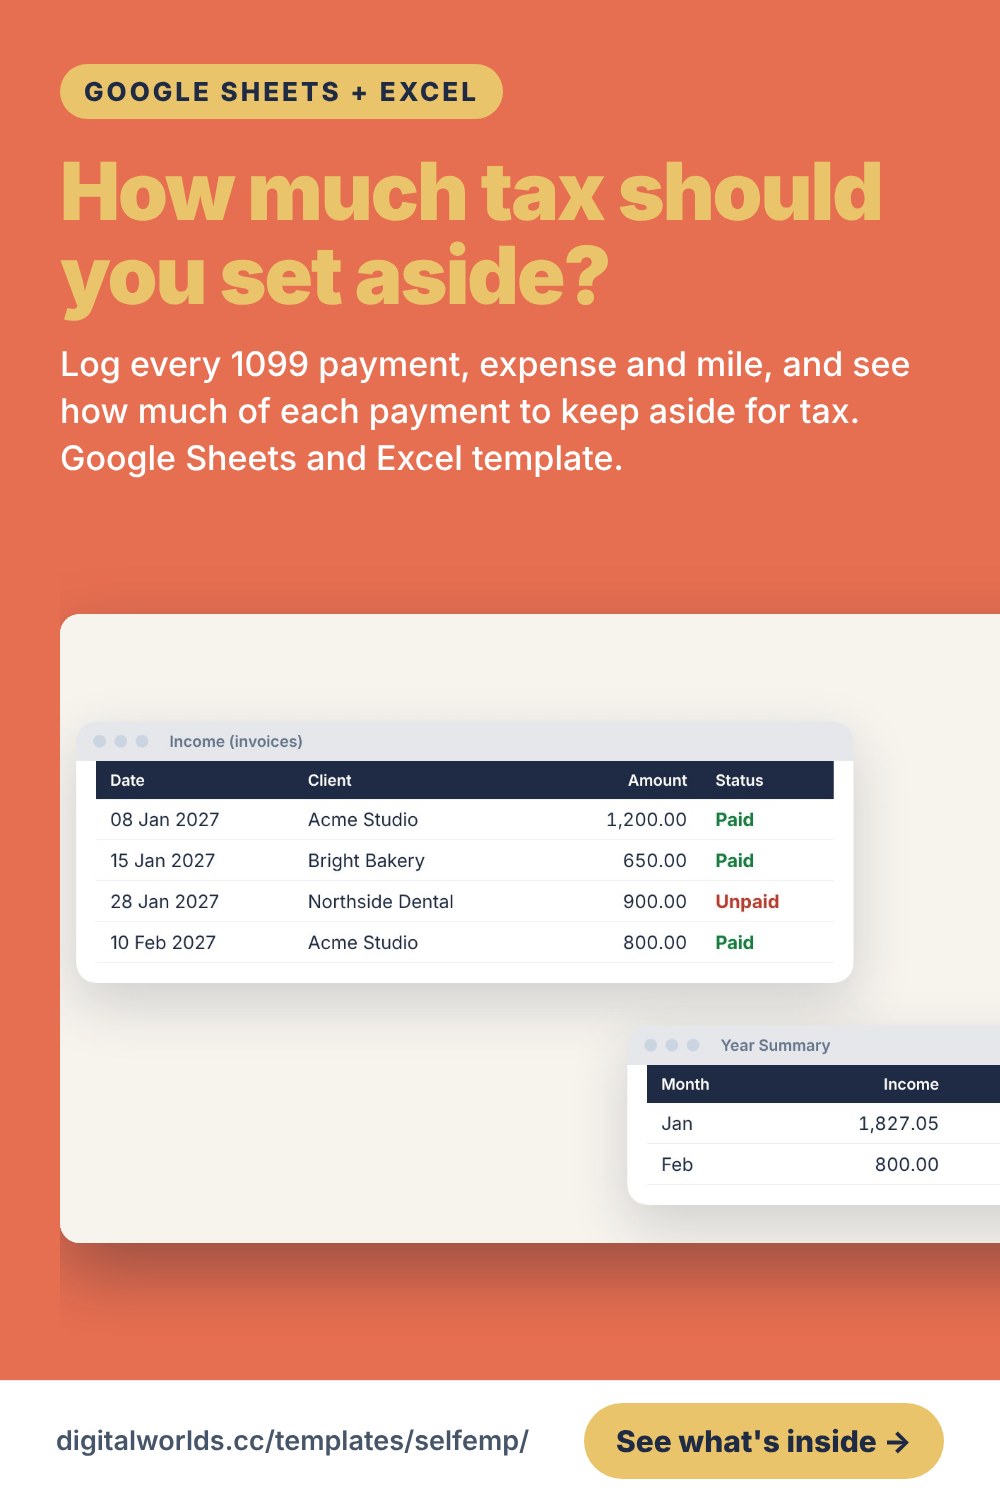 GOOGLE SHEETS + EXCEL
How much tax should
you set aside?
Log every 1099 payment, expense and mile, and see
how much of each payment to keep aside for tax.
Google Sheets and Excel template.
Income (invoices)
Date Client Amount Status
08 Jan 2027 Acme Studio 1,200.00 Paid
15 Jan 2027 Bright Bakery 650.00 Paid
28 Jan 2027 Northside Dental 900.00 Unpaid
10 Feb 2027 Acme Studio 800.00 Paid
Year Summary
Month Income
Jan 1,827.05
Feb 800.00
digitalworlds.cc/templates/selfemp/
See what's inside →